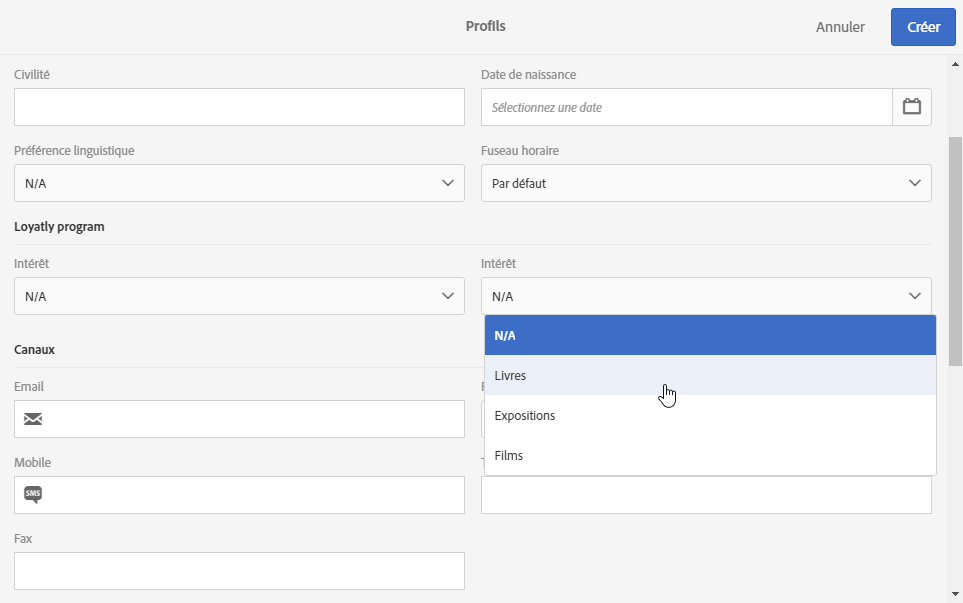 Profils
Annuler
Créer
Civilité
Date de naissance
Sélectionnez une date
Préférence linguistique
Fuseau horaire
N/A
Par défaut
Loyatly program
Intérêt
Intérêt
N/A
N/A
N/A
Livres
Expositions
Films
Canaux
Email
Mobile
SMS
Fax